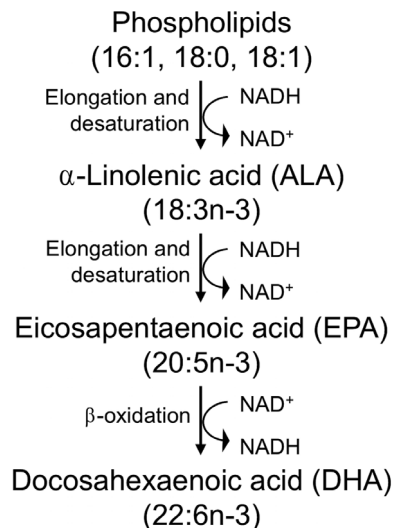 Phospholipids
(16:1, 18:0, 18:1)
Elongation and
desaturation
NADH
NAD⁺
α-Linolenic acid (ALA)
(18:3n-3)
Elongation and
desaturation
NADH
NAD⁺
Eicosapentaenoic acid (EPA)
(20:5n-3)
β-oxidation
NAD⁺
NADH
Docosahexaenoic acid (DHA)
(22:6n-3)